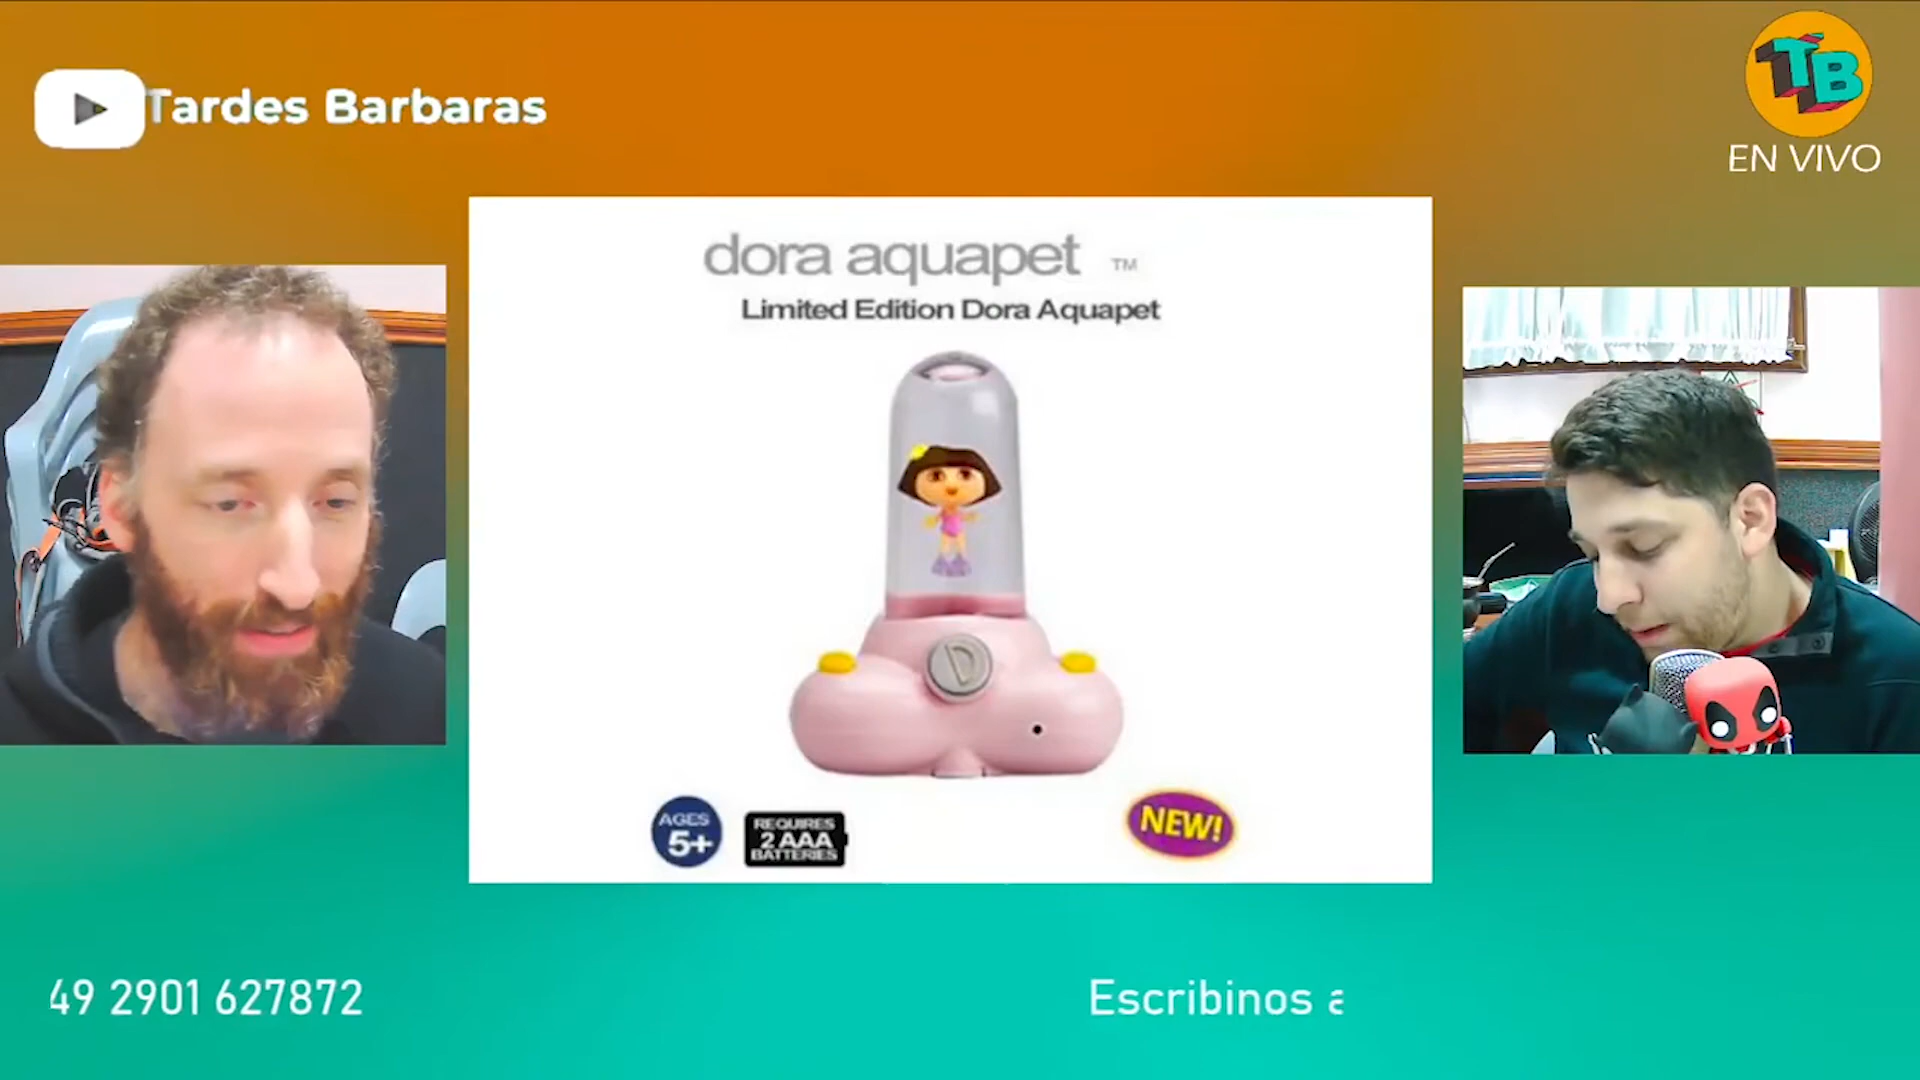 Tardes Barbaras
TB
EN VIVO
dora aquapet ™
Limited Edition Dora Aquapet
D
AGES
5+
REQUIRES
2 AAA
BATTERIES
NEW!
49 2901 627872
Escribinos a